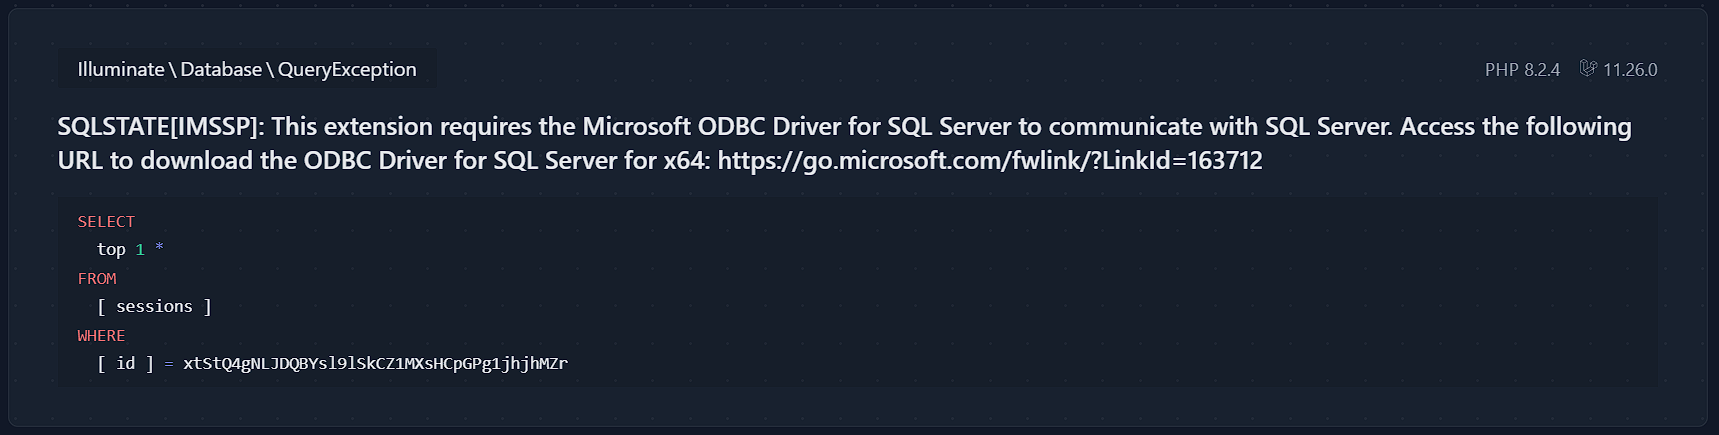 Illuminate\Database\QueryException
PHP 8.2.4 11.26.0
SQLSTATE[IMSSP]: This extension requires the Microsoft ODBC Driver for SQL Server to communicate with SQL Server. Access the following
URL to download the ODBC Driver for SQL Server for x64: https://go.microsoft.com/fwlink/?LinkId=163712
SELECT
top 1 *
FROM
[ sessions ]
WHERE
[ id ] = xtStQ4gNLJDQBYsl9lSkCZ1MXsHCpGPg1jhjhMZr